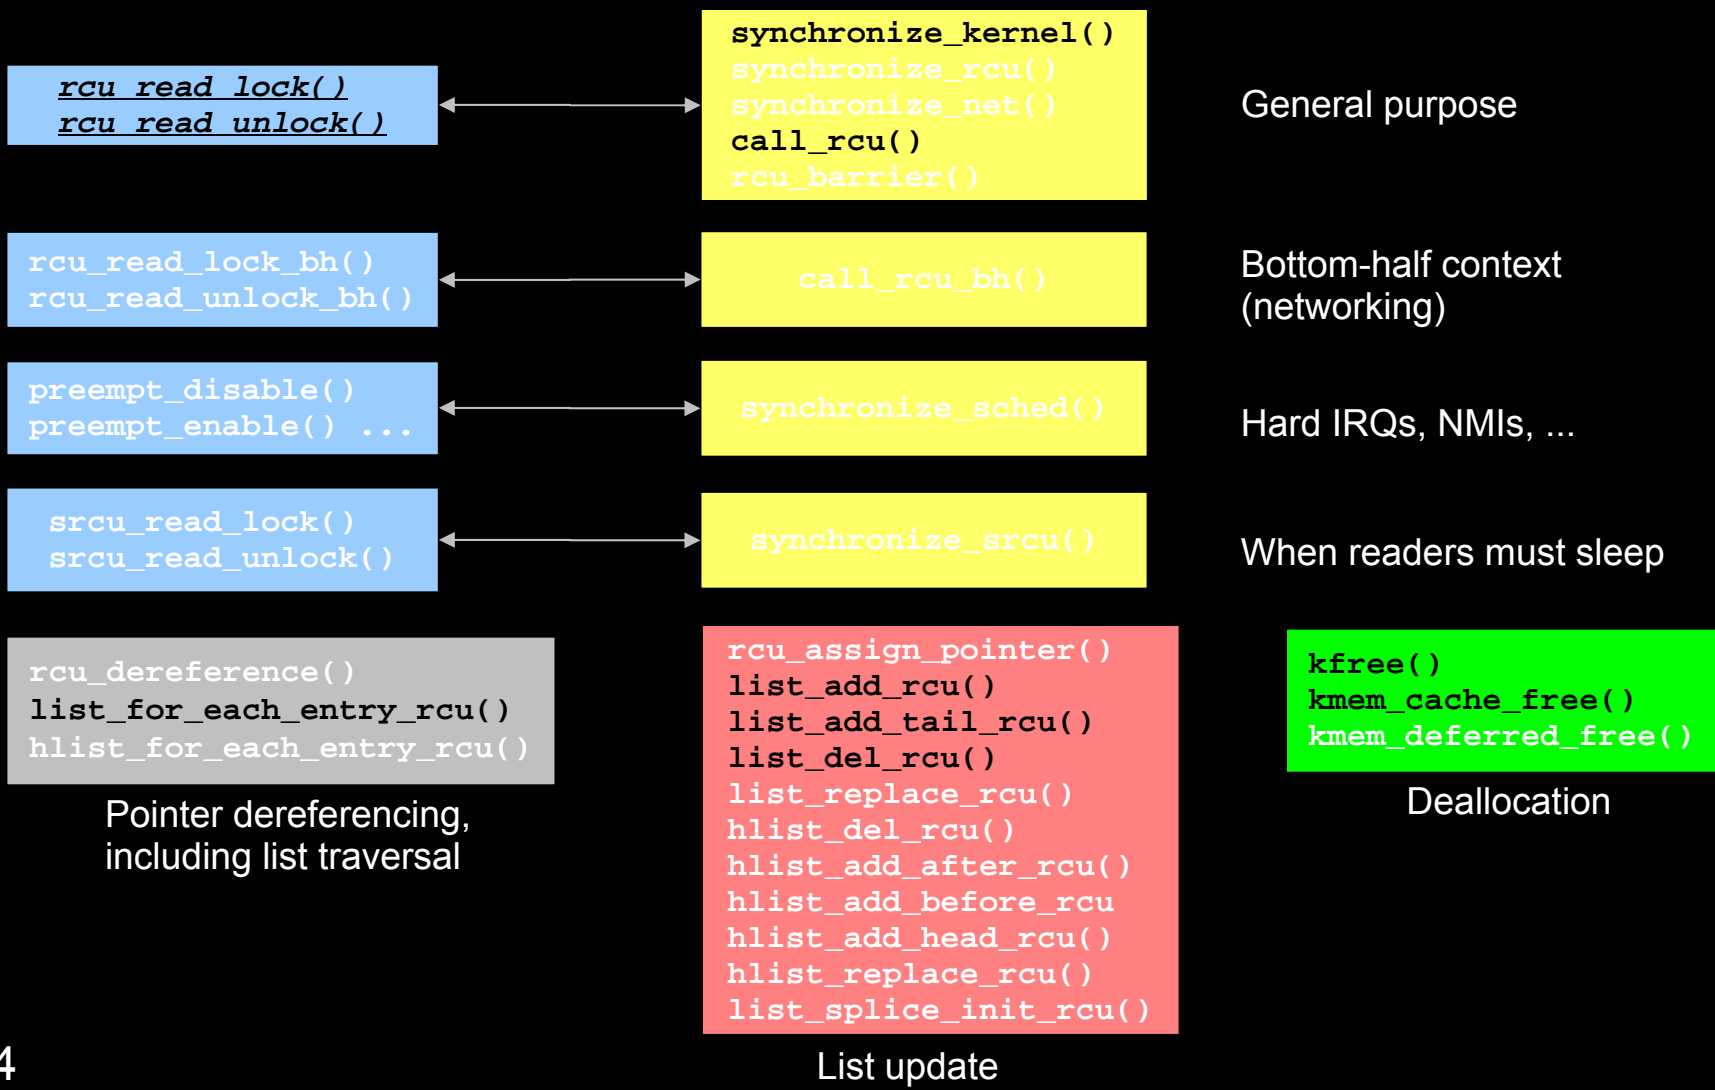 rcu_read_lock()
rcu_read_unlock()
synchronize_kernel()
synchronize_rcu()
synchronize_net()
call_rcu()
rcu_barrier()
General purpose
rcu_read_lock_bh()
rcu_read_unlock_bh()
call_rcu_bh()
Bottom-half context
(networking)
preempt_disable()
preempt_enable() ...
synchronize_sched()
Hard IRQs, NMIs, ...
srcu_read_lock()
srcu_read_unlock()
synchronize_srcu()
When readers must sleep
rcu_dereference()
list_for_each_entry_rcu()
hlist_for_each_entry_rcu()
Pointer dereferencing,
including list traversal
rcu_assign_pointer()
list_add_rcu()
list_add_tail_rcu()
list_del_rcu()
list_replace_rcu()
hlist_del_rcu()
hlist_add_after_rcu()
hlist_add_before_rcu
hlist_add_head_rcu()
hlist_replace_rcu()
list_splice_init_rcu()
List update
kfree()
kmem_cache_free()
kmem_deferred_free()
Deallocation
4